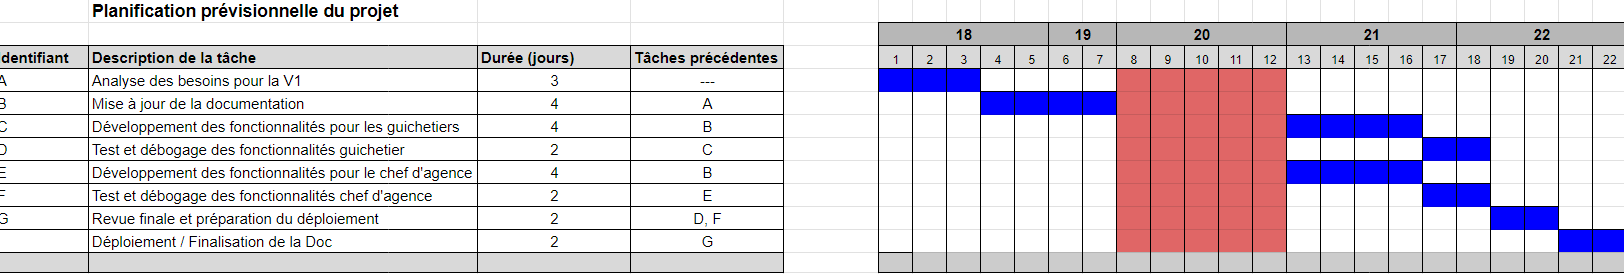 Planification prévisionnelle du projet
18 19 20 21 22
Identifiant Description de la tâche Durée (jours) Tâches précédentes 1 2 3 4 5 6 7 8 9 10 11 12 13 14 15 16 17 18 19 20 21 22
A Analyse des besoins pour la V1 3 ---
B Mise à jour de la documentation 4 A
C Développement des fonctionnalités pour les guichetiers 4 B
D Test et débogage des fonctionnalités guichetier 2 C
E Développement des fonctionnalités pour le chef d'agence 4 B
F Test et débogage des fonctionnalités chef d'agence 2 E
G Revue finale et préparation du déploiement 2 D, F
Déploiement / Finalisation de la Doc 2 G